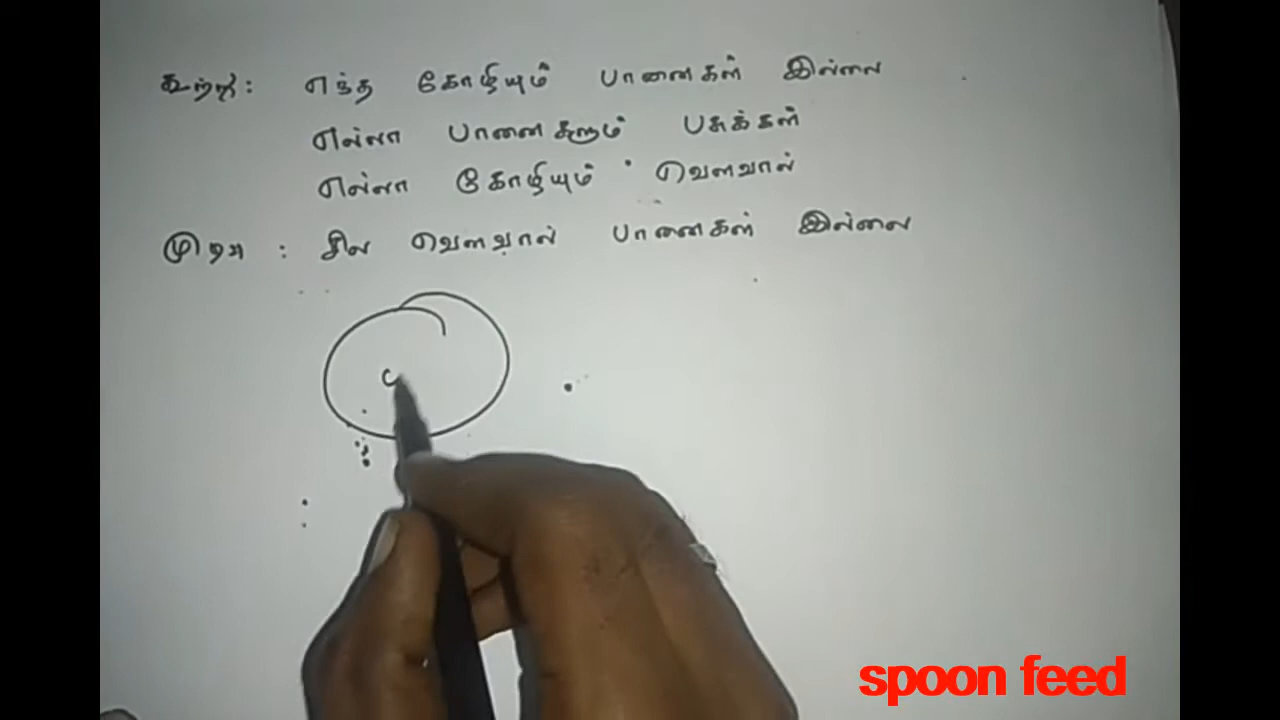 கூற்று : எந்த கோழியும் பானைகள் இல்லை
எல்லா பானைகளும் பசுக்கள்
எல்லா கோழியும் வௌவால்
முடிவு : சில வௌவால் பானைகள் இல்லை
spoon feed